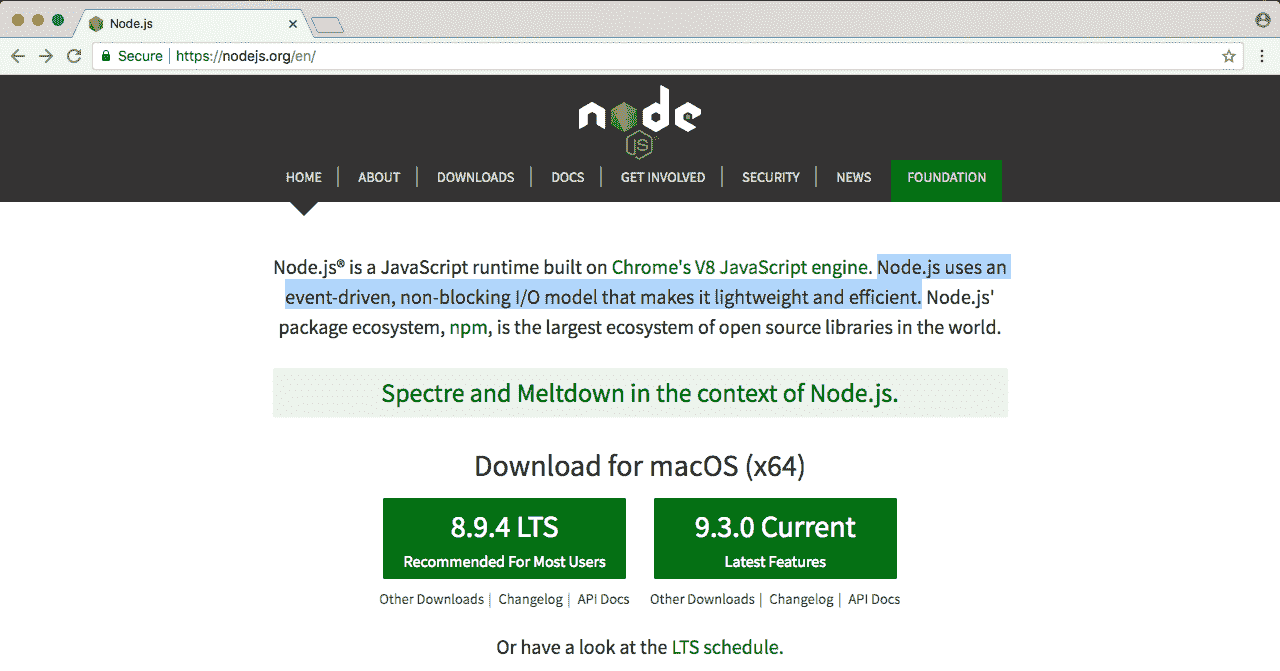 Node.js
Secure https://nodejs.org/en/
node
JS
HOME ABOUT DOWNLOADS DOCS GET INVOLVED SECURITY NEWS FOUNDATION
Node.js® is a JavaScript runtime built on Chrome's V8 JavaScript engine. Node.js uses an
event-driven, non-blocking I/O model that makes it lightweight and efficient. Node.js'
package ecosystem, npm, is the largest ecosystem of open source libraries in the world.
Spectre and Meltdown in the context of Node.js.
Download for macOS (x64)
8.9.4 LTS 9.3.0 Current
Recommended For Most Users Latest Features
Other Downloads | Changelog | API Docs Other Downloads | Changelog | API Docs
Or have a look at the LTS schedule.